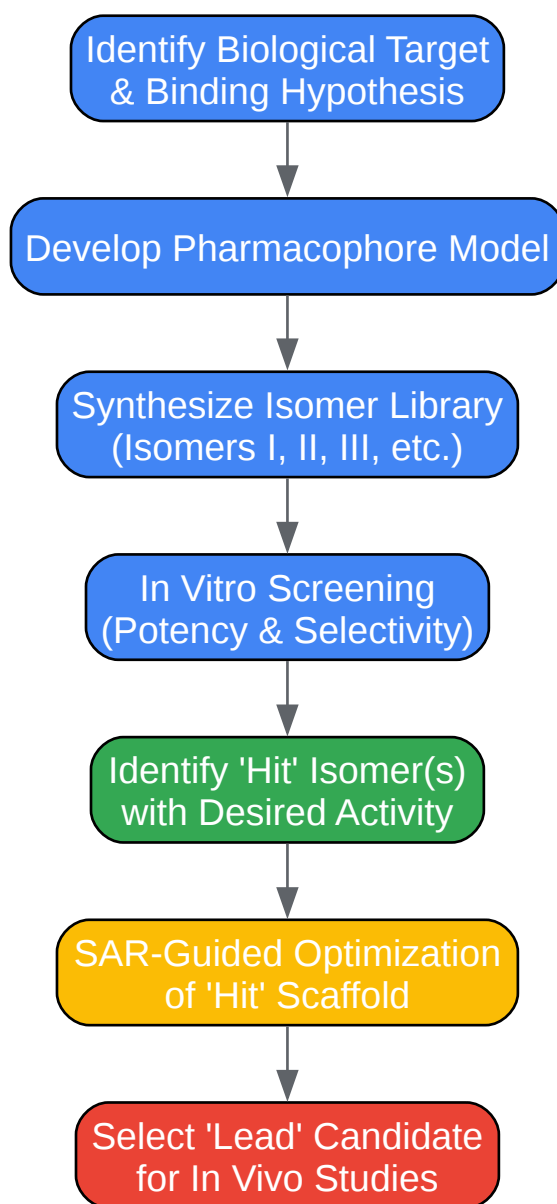 Identify Biological Target
& Binding Hypothesis
Develop Pharmacophore Model
Synthesize Isomer Library
(Isomers I, II, III, etc.)
In Vitro Screening
(Potency & Selectivity)
Identify 'Hit' Isomer(s)
with Desired Activity
SAR-Guided Optimization
of 'Hit' Scaffold
Select 'Lead' Candidate
for In Vivo Studies